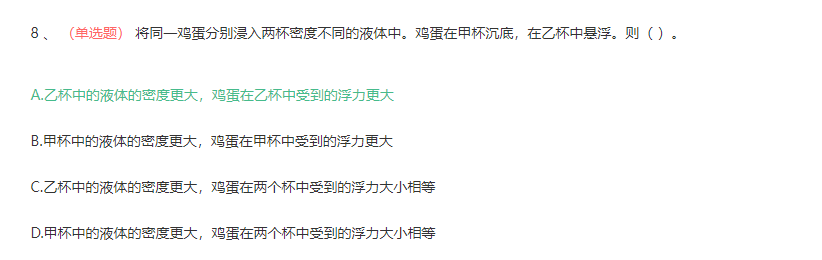 8 、 （单选题） 将同一鸡蛋分别浸入两杯密度不同的液体中。鸡蛋在甲杯沉底，在乙杯中悬浮。则（ ）。
A.乙杯中的液体的密度更大，鸡蛋在乙杯中受到的浮力更大
B.甲杯中的液体的密度更大，鸡蛋在甲杯中受到的浮力更大
C.乙杯中的液体的密度更大，鸡蛋在两个杯中受到的浮力大小相等
D.甲杯中的液体的密度更大，鸡蛋在两个杯中受到的浮力大小相等